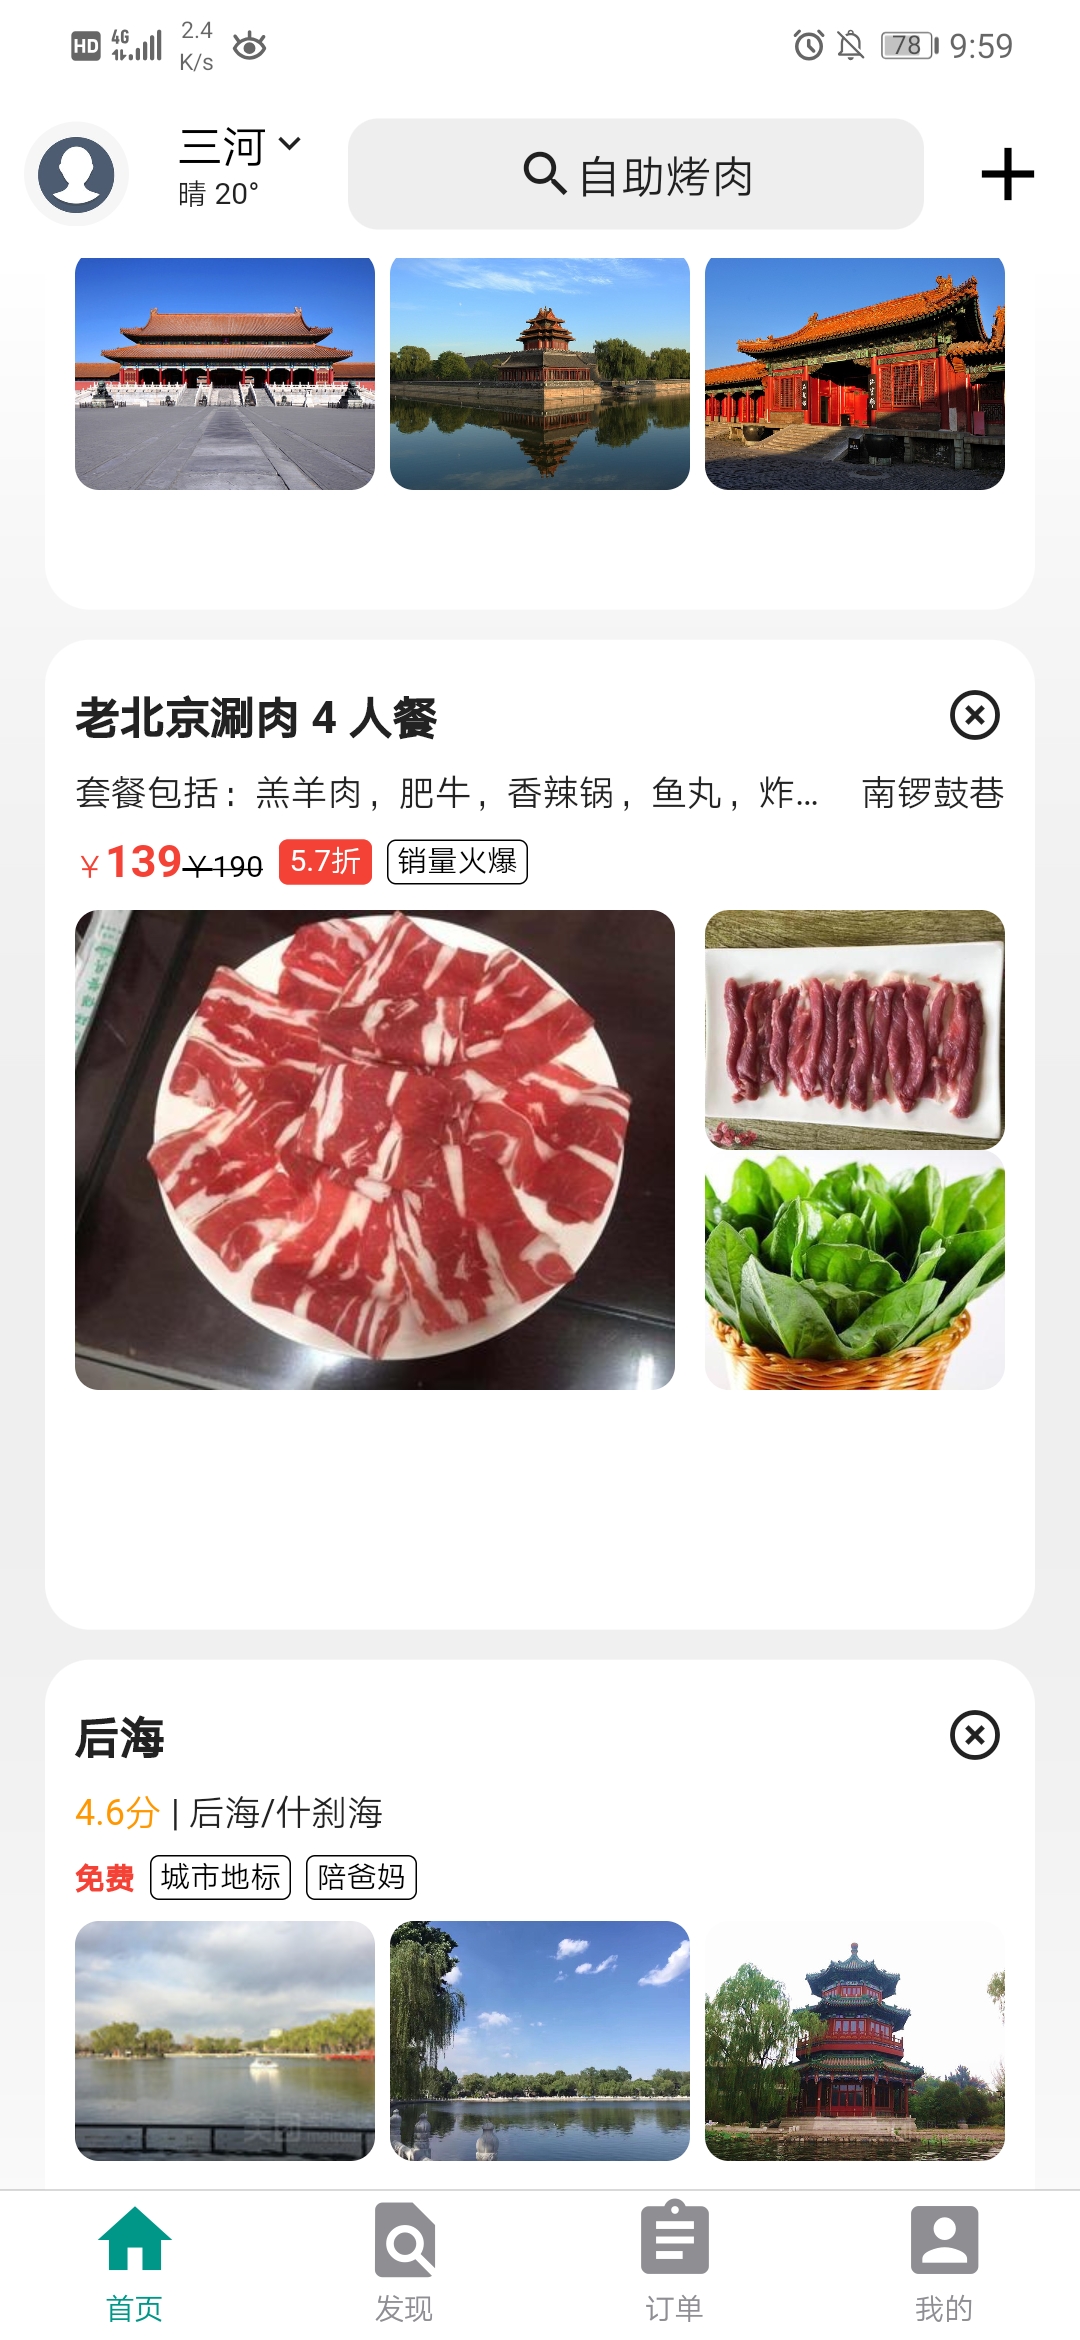 HD 4G 2.4 K/s 78 9:59
三河
晴 20°
自助烤肉
老北京涮肉 4 人餐
套餐包括：羔羊肉，肥牛，香辣锅，鱼丸，炸... 南锣鼓巷
￥139￥190 5.7折 销量火爆
后海
4.6分 | 后海/什刹海
免费 城市地标 陪爸妈
首页 发现 订单 我的